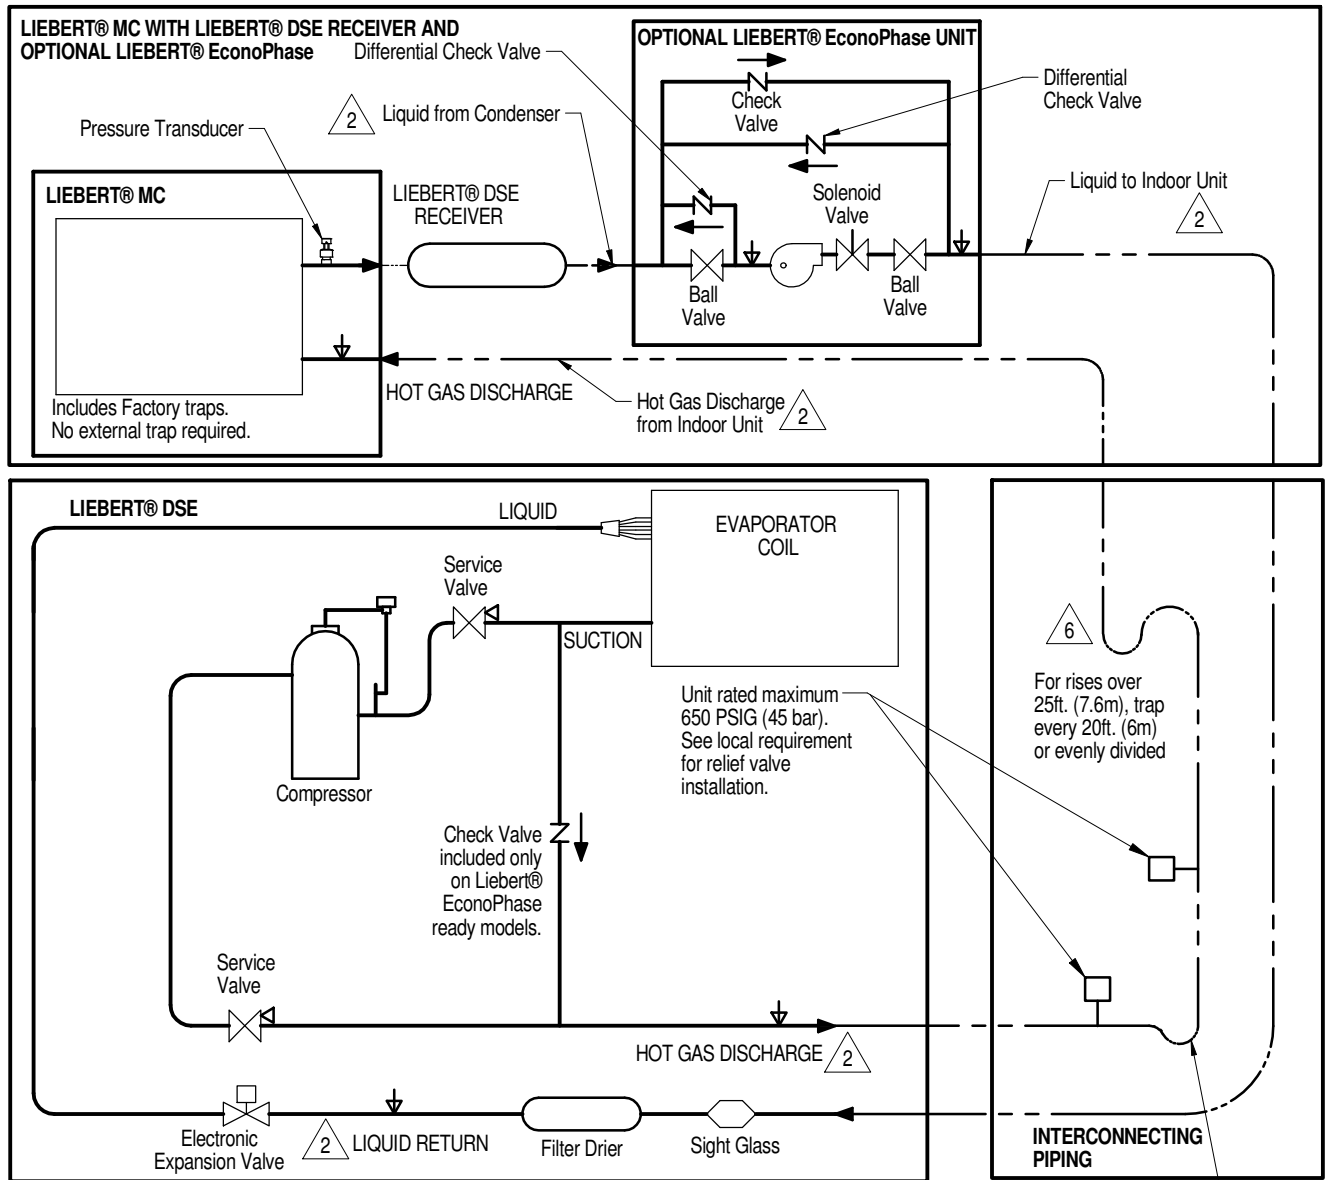 LIEBERT® MC WITH LIEBERT® DSE RECEIVER AND
OPTIONAL LIEBERT® EconoPhase
Differential Check Valve
OPTIONAL LIEBERT® EconoPhase UNIT
Check
Valve
Differential
Check Valve
2
Liquid from Condenser
Pressure Transducer
LIEBERT® MC
LIEBERT® DSE
RECEIVER
Solenoid
Valve
Liquid to Indoor Unit
2
Ball
Valve
Ball
Valve
HOT GAS DISCHARGE
Hot Gas Discharge
from Indoor Unit
2
Includes Factory traps.
No external trap required.
LIEBERT® DSE
LIQUID
EVAPORATOR
COIL
Service
Valve
SUCTION
6
For rises over
25ft. (7.6m), trap
every 20ft. (6m)
or evenly divided
Unit rated maximum
650 PSIG (45 bar).
See local requirement
for relief valve
installation.
Compressor
Check Valve
included only
on Liebert®
EconoPhase
ready models.
Service
Valve
HOT GAS DISCHARGE
2
Electronic
Expansion Valve
2
LIQUID RETURN
Filter Drier
Sight Glass
INTERCONNECTING
PIPING